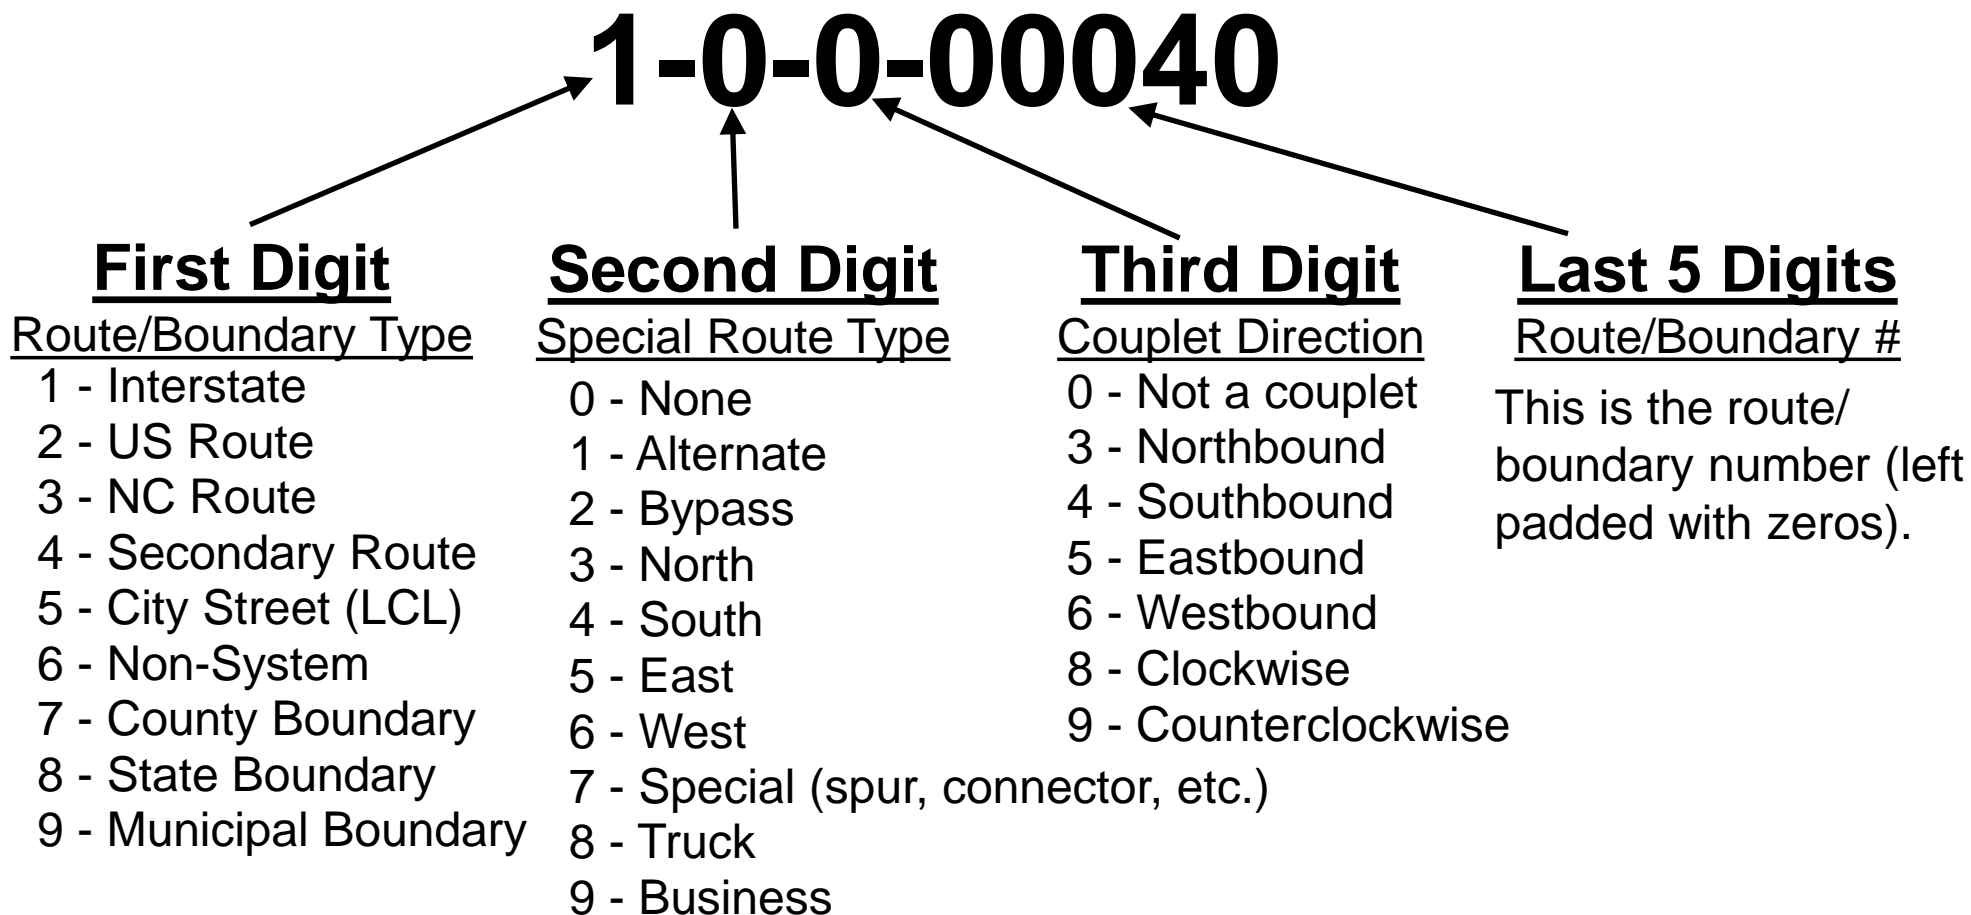 1-0-0-00040
First Digit
Route/Boundary Type
1 - Interstate
2 - US Route
3 - NC Route
4 - Secondary Route
5 - City Street (LCL)
6 - Non-System
7 - County Boundary
8 - State Boundary
9 - Municipal Boundary
Second Digit
Special Route Type
0 - None
1 - Alternate
2 - Bypass
3 - North
4 - South
5 - East
6 - West
7 - Special (spur, connector, etc.)
8 - Truck
9 - Business
Third Digit
Couplet Direction
0 - Not a couplet
3 - Northbound
4 - Southbound
5 - Eastbound
6 - Westbound
8 - Clockwise
9 - Counterclockwise
Last 5 Digits
Route/Boundary #
This is the route/
boundary number (left
padded with zeros).